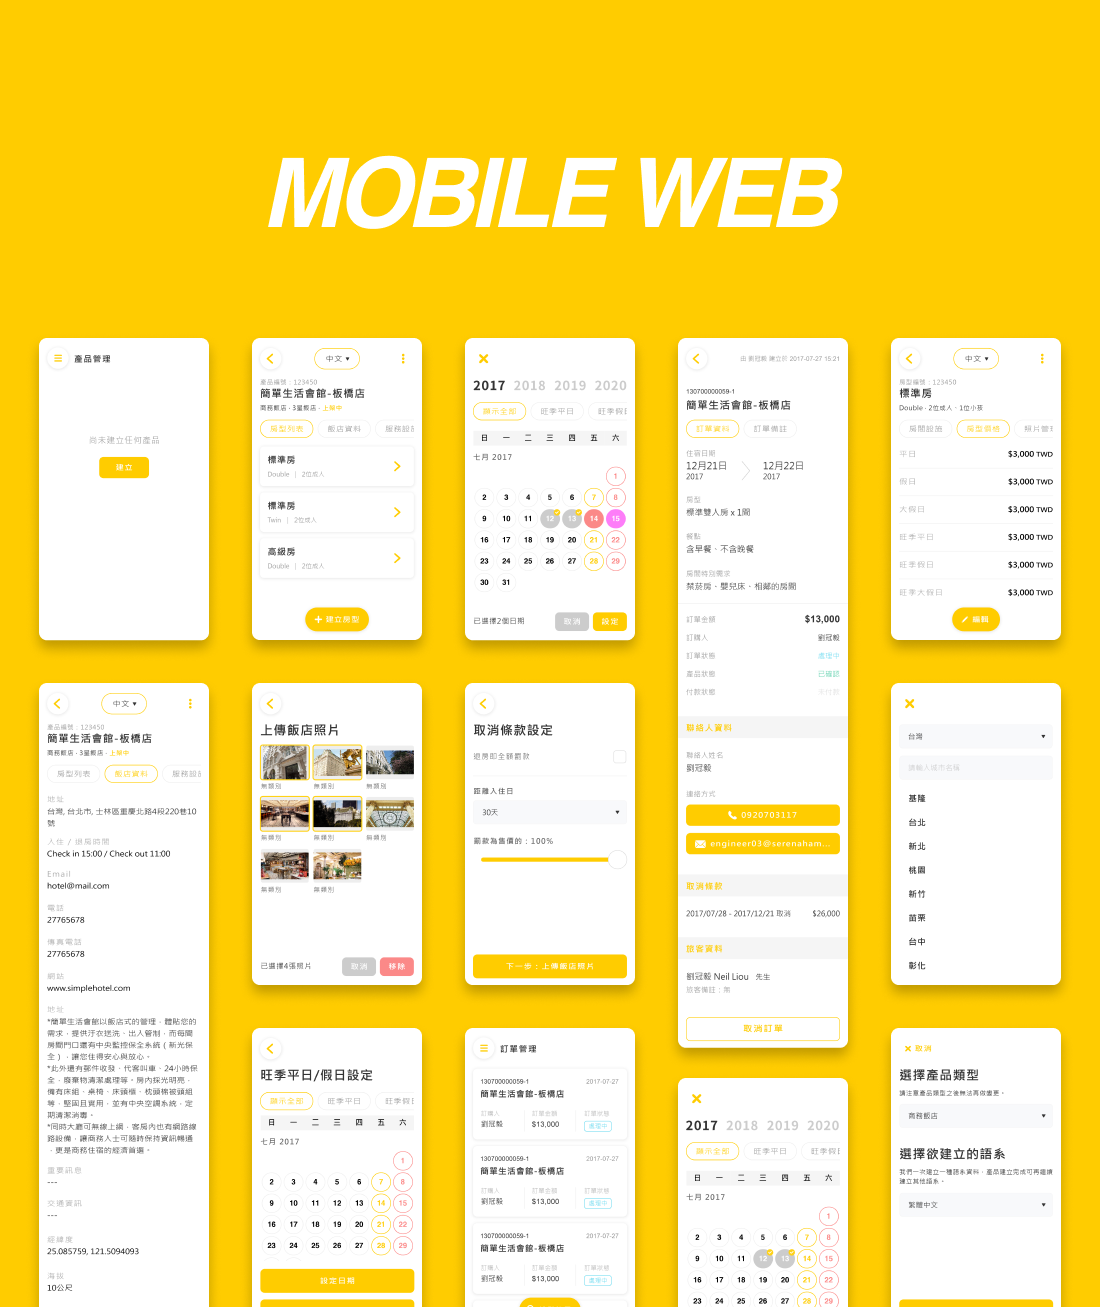 MOBILE WEB
產品管理
尚未建立任何產品
建立
中文 ▾
產品編號：123450
簡單生活會館-板橋店
商務飯店 · 3星飯店 · 上檢中
房型列表 飯店資料 服務設
標準房
Double | 2位成人
標準房
Twin | 2位成人
高級房
Double | 2位成人
+ 建立房型
2017 2018 2019 2020
顯示全部 旺季平日 旺季假
日 一 二 三 四 五 六
七月 2017
1
2 3 4 5 6 7 8
9 10 11 12 13 14 15
16 17 18 19 20 21 22
23 24 25 26 27 28 29
30 31
已選擇2個日期 取消 設定
由 劉冠毅 建立於 2017-07-27 15:21
130700000059-1
簡單生活會館-板橋店
訂單資料 訂單備註
住宿日期
12月21日 12月22日
2017 2017
房型
標準雙人房 x 1間
餐點
含早餐、不含晚餐
房間特別需求
禁菸房、嬰兒床、相鄰的房間
訂單金額 $13,000
訂購人 劉冠毅
訂單狀態 處理中
產品狀態 已確認
付款狀態 未付款
聯絡人資料
聯絡人姓名
劉冠毅
連絡方式
0920703117
engineer03@serenaham...
取消條款
2017/07/28 - 2017/12/21 取消 $26,000
旅客資料
劉冠毅 Neil Liou 先生
旅客備註：無
取消訂單
中文 ▾
房型編號：123450
標準房
Double · 2位成人 · 1位小孩
房間設施 房型價格 照片管
平日 $3,000 TWD
假日 $3,000 TWD
大假日 $3,000 TWD
旺季平日 $3,000 TWD
旺季假日 $3,000 TWD
旺季大假日 $3,000 TWD
編輯
中文 ▾
產品編號：123450
簡單生活會館-板橋店
商務飯店 · 3星飯店 · 上檢中
房型列表 飯店資料 服務設
地址
台灣, 台北市, 士林區重慶北路4段220巷10
號
入住 / 退房時間
Check in 15:00 / Check out 11:00
Email
hotel@mail.com
電話
27765678
傳真電話
27765678
網站
www.simplehotel.com
地址
*簡單生活會館以飯店式的管理，體貼您的
需求，提供汙衣送洗、出人管制，而每間
房間門口還有中央監控保全系統（新光保
全），讓您住得安心與放心。
*此外還有郵件收發、代客叫車、24小時保
全，廢棄物清潔處理等。房內採光明亮，
備有床組、桌椅、床頭櫃、枕頭棉被頭組
等，堅固且實用，並有中央空調系統，定
期清潔消毒。
*同時大廳可無線上網，客房內也有網路線
路設備，讓商務人士可隨時保持資訊暢通
，更是商務住宿的經濟首選。
重要訊息
---
交通資訊
---
經緯度
25.085759, 121.5094093
海拔
10公尺
上傳飯店照片
無類別 無類別 無類別
無類別 無類別 無類別
無類別 無類別
已選擇4張照片 取消 移除
取消條款設定
退房即全額罰款
距離入住日
30天
罰款為售價的：100%
下一步：上傳飯店照片
台灣
請輸入城市名稱
基隆
台北
新北
桃園
新竹
苗栗
台中
彰化
旺季平日/假日設定
顯示全部 旺季平日 旺季假
日 一 二 三 四 五 六
七月 2017
1
2 3 4 5 6 7 8
9 10 11 12 13 14 15
16 17 18 19 20 21 22
23 24 25 26 27 28 29
設定日期
訂單管理
130700000059-1 2017-07-27
簡單生活會館-板橋店
訂購人 訂單金額 訂單狀態
劉冠毅 $13,000 處理中
130700000059-1 2017-07-27
簡單生活會館-板橋店
訂購人 訂單金額 訂單狀態
劉冠毅 $13,000 處理中
130700000059-1 2017-07-27
簡單生活會館-板橋店
訂購人 訂單金額 訂單狀態
劉冠毅 $13,000 處理中
2017 2018 2019 2020
顯示全部 旺季平日 旺季假
日 一 二 三 四 五 六
七月 2017
1
2 3 4 5 6 7 8
9 10 11 12 13 14 15
16 17 18 19 20 21 22
23 24 25 26 27 28 29
取消
選擇產品類型
請注意產品類型之後無法再做變更。
商務飯店
選擇欲建立的語系
我們一次建立一種語系資料，產品建立完成可再繼續
建立其他語系。
繁體中文